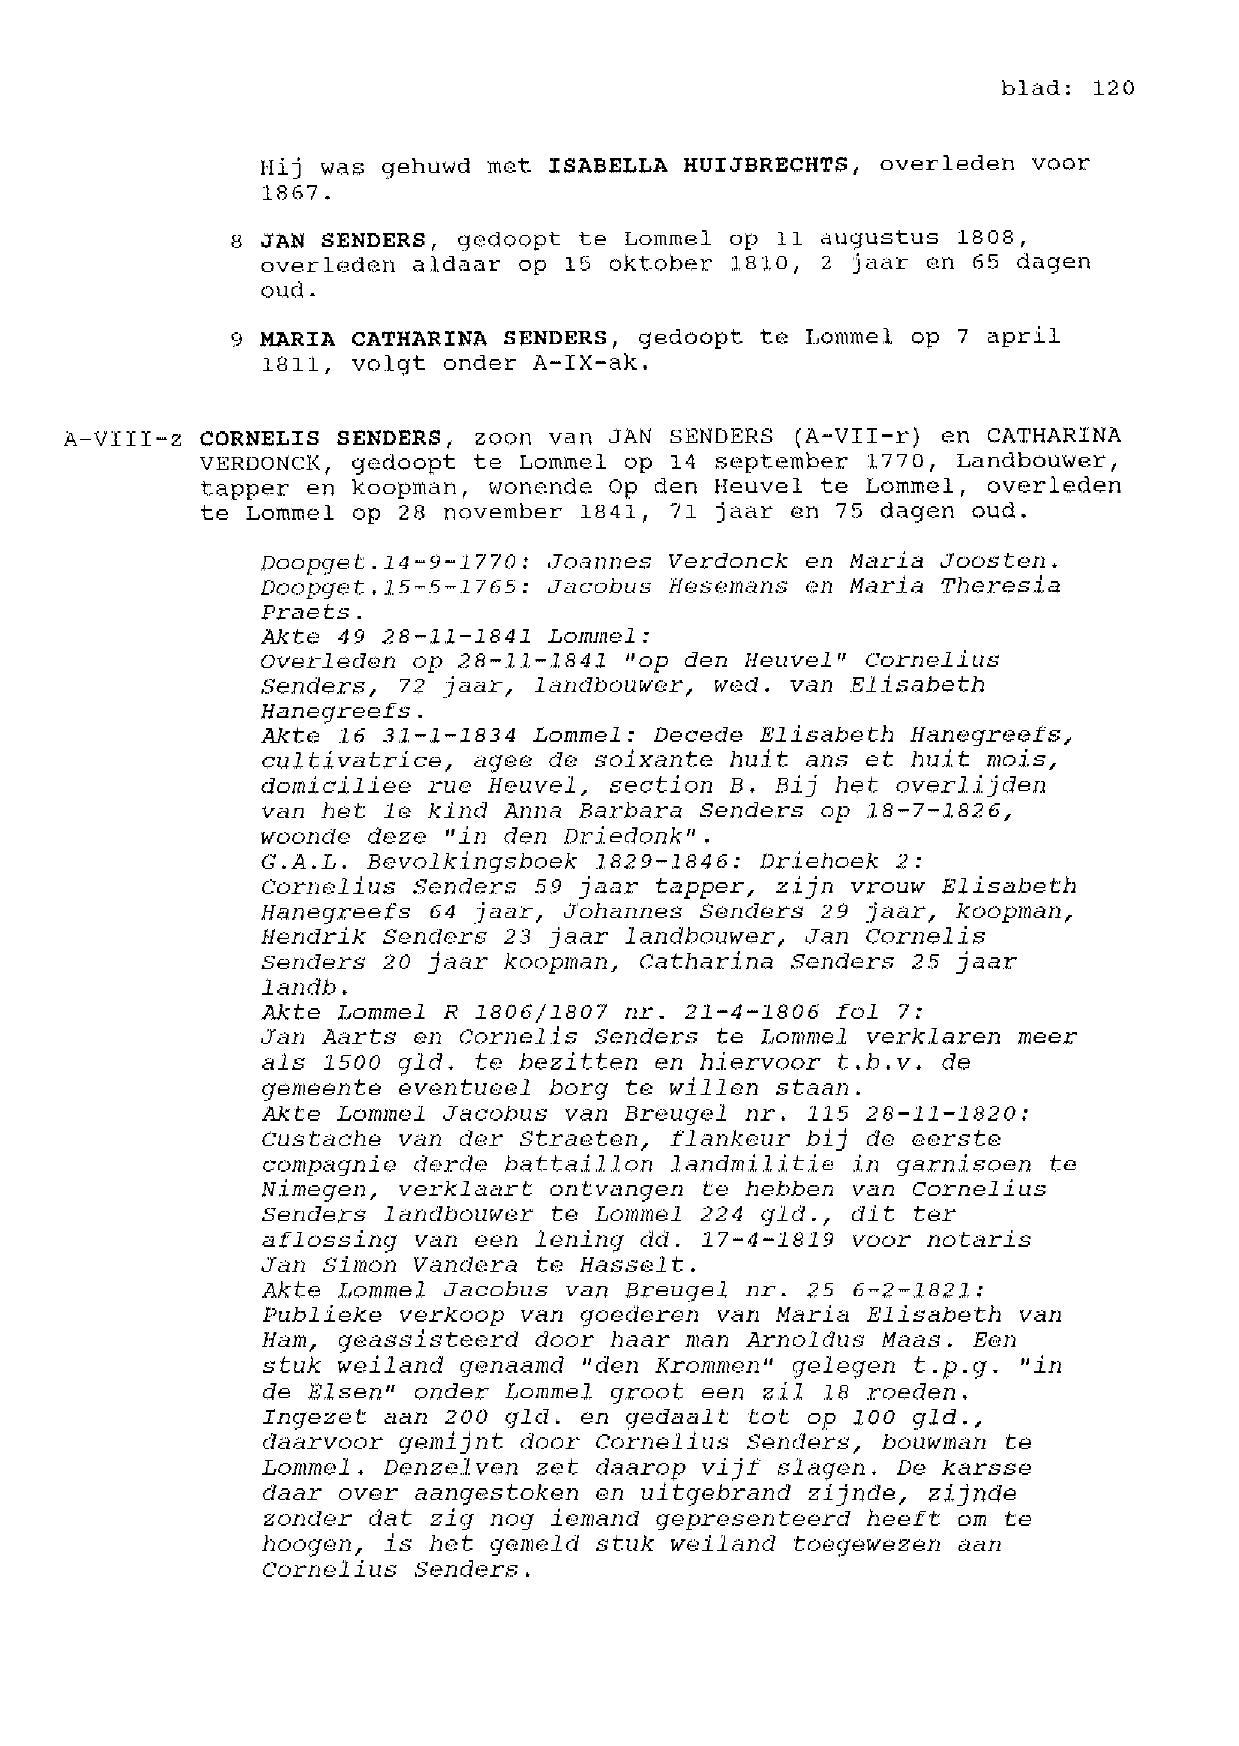 blad: 120
Hij was gehuwd met ISABELLA HUIJBRECHTS, overleden voor
1867.
8 JAN SENDERS, gedoopt te Lommel op 11 augustus 1808,
overleden aldaar op 15 oktober 1810, 2 jaar en 65 dagen
oud.
9 MARIA CATHARINA SENDERS, gedoopt te Lommel op 7 april
1811, volgt onder A-IX-ak.
A-VIII-z CORNELIS SENDERS, zoon van JAN SENDERS (A-VII-r) en CATHARINA
VERDONCK, gedoopt te Lommel op 14 september 1770, Landbouwer,
tapper en koopman, wonende Op den Heuvel te Lommel, overleden
te Lommel op 28 november 1841, 71 jaar en 75 dagen oud.
Doopget.14-9-1770: Joannes Verdonck en Maria Joosten.
Doopget.15-5-1765: Jacobus Hesemans en Maria Theresia
Praets.
Akte 49 28-11-1841 Lommel:
Overleden op 28-11-1841 "op den Heuvel" Cornelius
Senders, 72 jaar, landbouwer, wed. van Elisabeth
Hanegreefs.
Akte 16 31-1-1834 Lommel: Decede Elisabeth Hanegreefs,
cultivatrice, agee de soixante huit ans et huit mois,
domiciliee rue Heuvel, section B. Bij het overlijden
van het 1e kind Anna Barbara Senders op 18-7-1826,
woonde deze "in den Driedonk".
G.A.L. Bevolkingsboek 1829-1846: Driehoek 2:
Cornelius Senders 59 jaar tapper, zijn vrouw Elisabeth
Hanegreefs 64 jaar, Johannes Senders 29 jaar, koopman,
Hendrik Senders 23 jaar landbouwer, Jan Cornelis
Senders 20 jaar koopman, Catharina Senders 25 jaar
landb.
Akte Lommel R 1806/1807 nr. 21-4-1806 fol 7:
Jan Aarts en Cornelis Senders te Lommel verklaren meer
als 1500 gld. te bezitten en hiervoor t.b.v. de
gemeente eventueel borg te willen staan.
Akte Lommel Jacobus van Breugel nr. 115 28-11-1820:
Custache van der Straeten, flankeur bij de eerste
compagnie derde battaillon landmilitie in garnisoen te
Nimegen, verklaart ontvangen te hebben van Cornelius
Senders landbouwer te Lommel 224 gld., dit ter
aflossing van een lening dd. 17-4-1819 voor notaris
Jan Simon Vandera te Hasselt.
Akte Lommel Jacobus van Breugel nr. 25 6-2-1821:
Publieke verkoop van goederen van Maria Elisabeth van
Ham, geassisteerd door haar man Arnoldus Maas. Een
stuk weiland genaamd "den Krommen" gelegen t.p.g. "in
de Elsen" onder Lommel groot een zil 18 roeden.
Ingezet aan 200 gld. en gedaalt tot op 100 gld.,
daarvoor gemijnt door Cornelius Senders, bouwman te
Lommel. Denzelven zet daarop vijf slagen. De karsse
daar over aangestoken en uitgebrand zijnde, zijnde
zonder dat zig nog iemand gepresenteerd heeft om te
hoogen, is het gemeld stuk weiland toegewezen aan
Cornelius Senders.